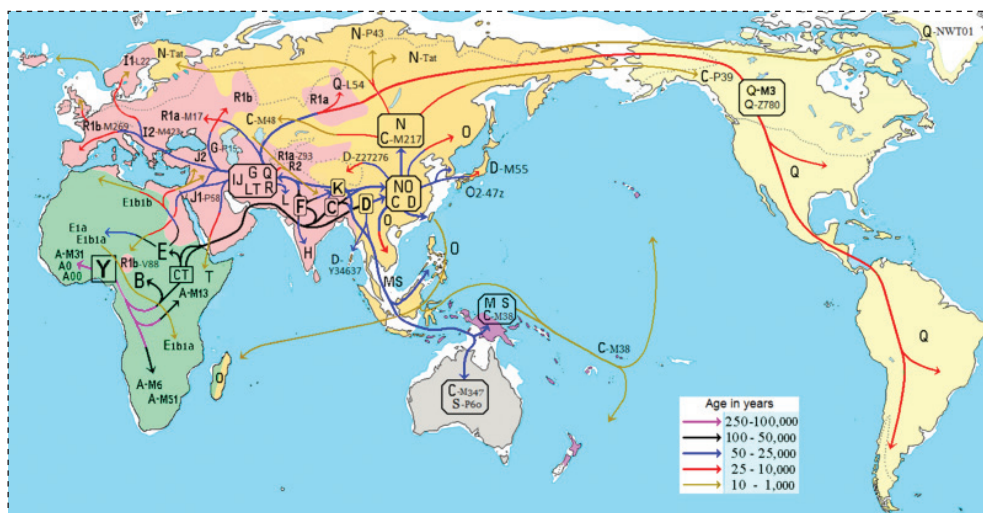 Q-NWT01
N-P43
I1-L22
N-Tat
N-Tat
C-P39
Q-L54
Q-M3
Q-Z780
R1b
R1a
R1a-M17
C-M48
N
C-M217
O
R1b-M269
I2-M423
G-P15
J2
R1a-Z93
R2
D-Z27276
D-M55
O2-47z
IJ G Q
LT R
K
NO
C D
L
F
C
D
Q
J1-P58
E1b1b
H
O
O
E1a
E1b1a
E
D-
Y34637
A-M31
A0
A00
Y
R1b-V88
CT
T
B
A-M13
MS
M S
C-M38
E1b1a
C-M38
Q
O
A-M6
A-M51
C-M347
S-P60
Age in years
250-100,000
100 - 50,000
50 - 25,000
25 - 10,000
10 - 1,000